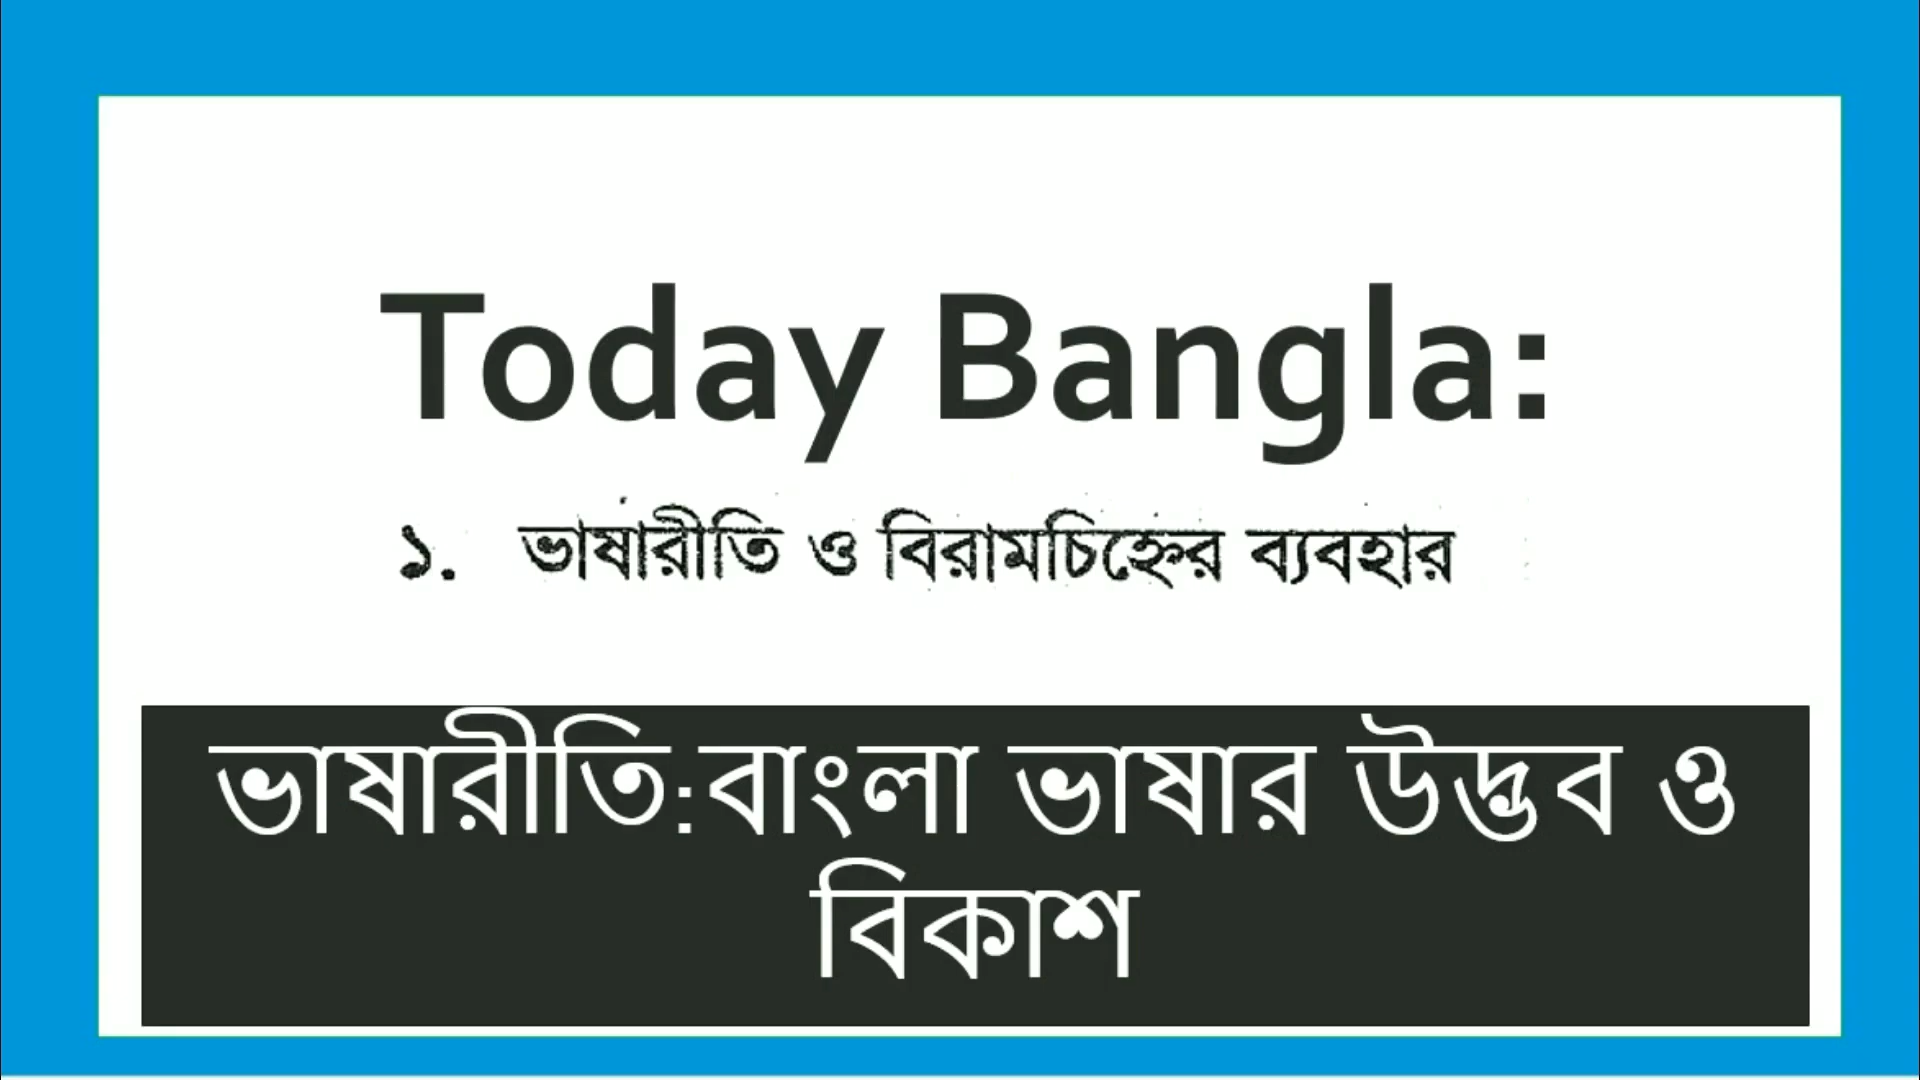 Today Bangla:
১. ভাষারীতি ও বিরামচিহ্নের ব্যবহার
ভাষারীতি:বাংলা ভাষার উদ্ভব ও
বিকাশ